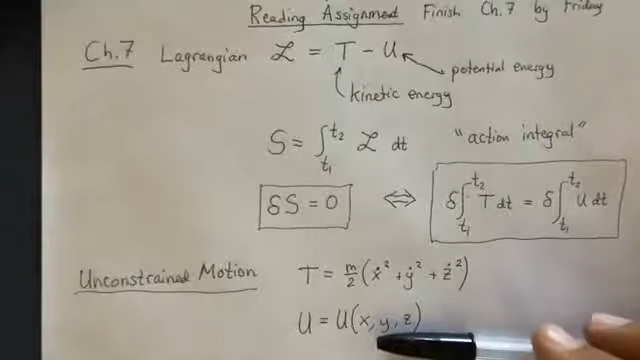 Reading Assignment Finish Ch. 7 by Friday
Ch. 7 Lagrangian ℒ = T - U
potential energy
kinetic energy
S = ∫_{t₁}^{t₂} ℒ dt "action integral"
δS = 0 ⇔ δ∫_{t₁}^{t₂} T dt = δ∫_{t₁}^{t₂} U dt
Unconstrained Motion T = m/2 (ẋ² + ẏ² + ż²)
U = U(x, y, z)